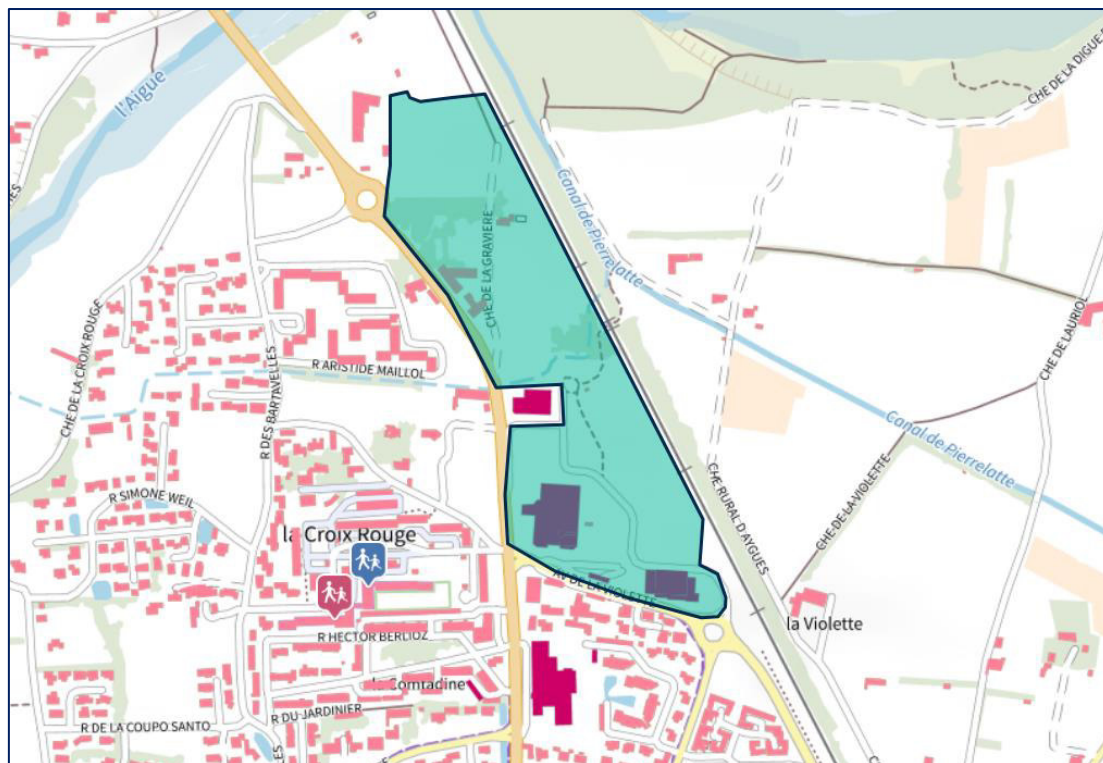 l'Aigue
CHE DE LA DIGUE
Canal de Pierrelatte
CHE DE LA GRAVIERE
CHE DE LA CROIX ROUGE
R ARISTIDE MAILLOL
R DES BARTAVELLES
CHE DE LAURIOL
Canal de Pierrelatte
CHE DE LA VIOLETTE
CHE RURAL D'AYGUES
R SIMONE WEIL
la Croix Rouge
AV DE LA VIOLETTE
la Violette
R HECTOR BERLIOZ
la Comtadine
R DU JARDINIER
R DE LA COUPO SANTO